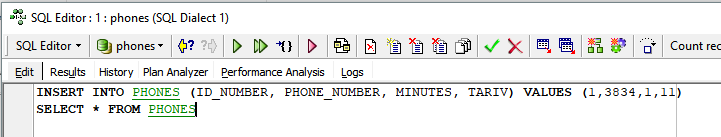 SQL Editor : 1 : phones (SQL Dialect 1)
SQL Editor phones Count rec
Edit Results History Plan Analyzer Performance Analysis Logs
INSERT INTO PHONES (ID_NUMBER, PHONE_NUMBER, MINUTES, TARIV) VALUES (1,3834,1,11)
SELECT * FROM PHONES